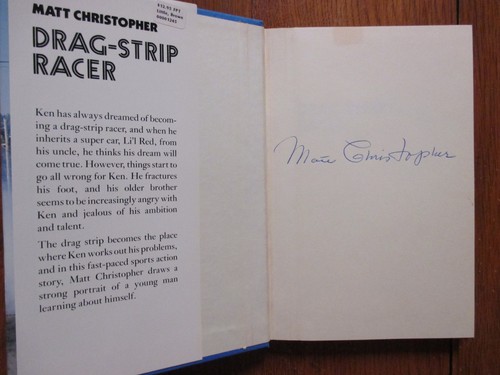 MATT CHRISTOPHER
$12.95 FPT
Little, Brown
DRAG-STRIP
RACER
Ken has always dreamed of becom-
ing a drag-strip racer, and when he
inherits a super car, Li'l Red, from
his uncle, he thinks his dream will
come true. However, things start to
go all wrong for Ken. He fractures
his foot, and his older brother
seems to be increasingly angry with
Ken and jealous of his ambition
and talent.
The drag strip becomes the place
where Ken works out his problems,
and in this fast-paced sports action
story, Matt Christopher draws a
strong portrait of a young man
learning about himself.
Matt Christopher